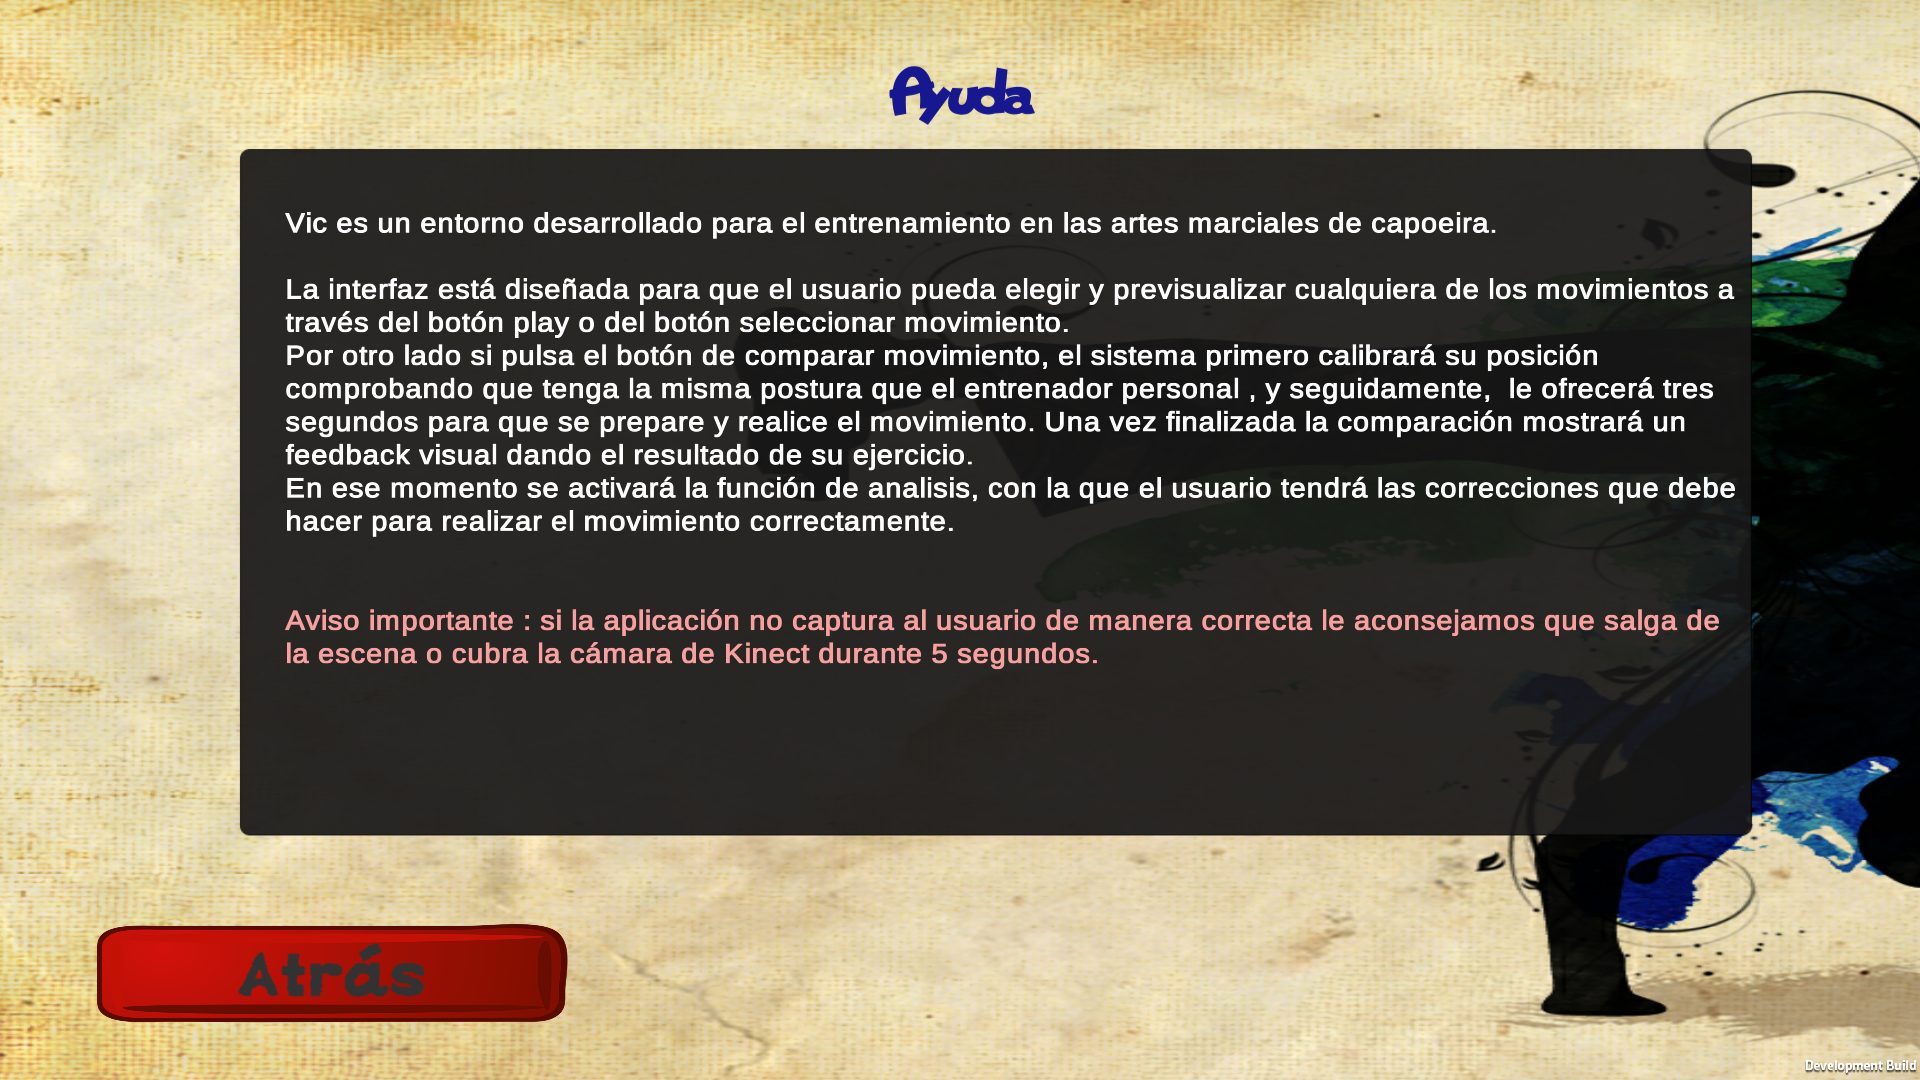 Ayuda
Vic es un entorno desarrollado para el entrenamiento en las artes marciales de capoeira.
La interfaz está diseñada para que el usuario pueda elegir y previsualizar cualquiera de los movimientos a
través del botón play o del botón seleccionar movimiento.
Por otro lado si pulsa el botón de comparar movimiento, el sistema primero calibrará su posición
comprobando que tenga la misma postura que el entrenador personal , y seguidamente,  le ofrecerá tres
segundos para que se prepare y realice el movimiento. Una vez finalizada la comparación mostrará un
feedback visual dando el resultado de su ejercicio.
En ese momento se activará la función de analisis, con la que el usuario tendrá las correcciones que debe
hacer para realizar el movimiento correctamente.
Aviso importante : si la aplicación no captura al usuario de manera correcta le aconsejamos que salga de
la escena o cubra la cámara de Kinect durante 5 segundos.
Atrás
Development Build